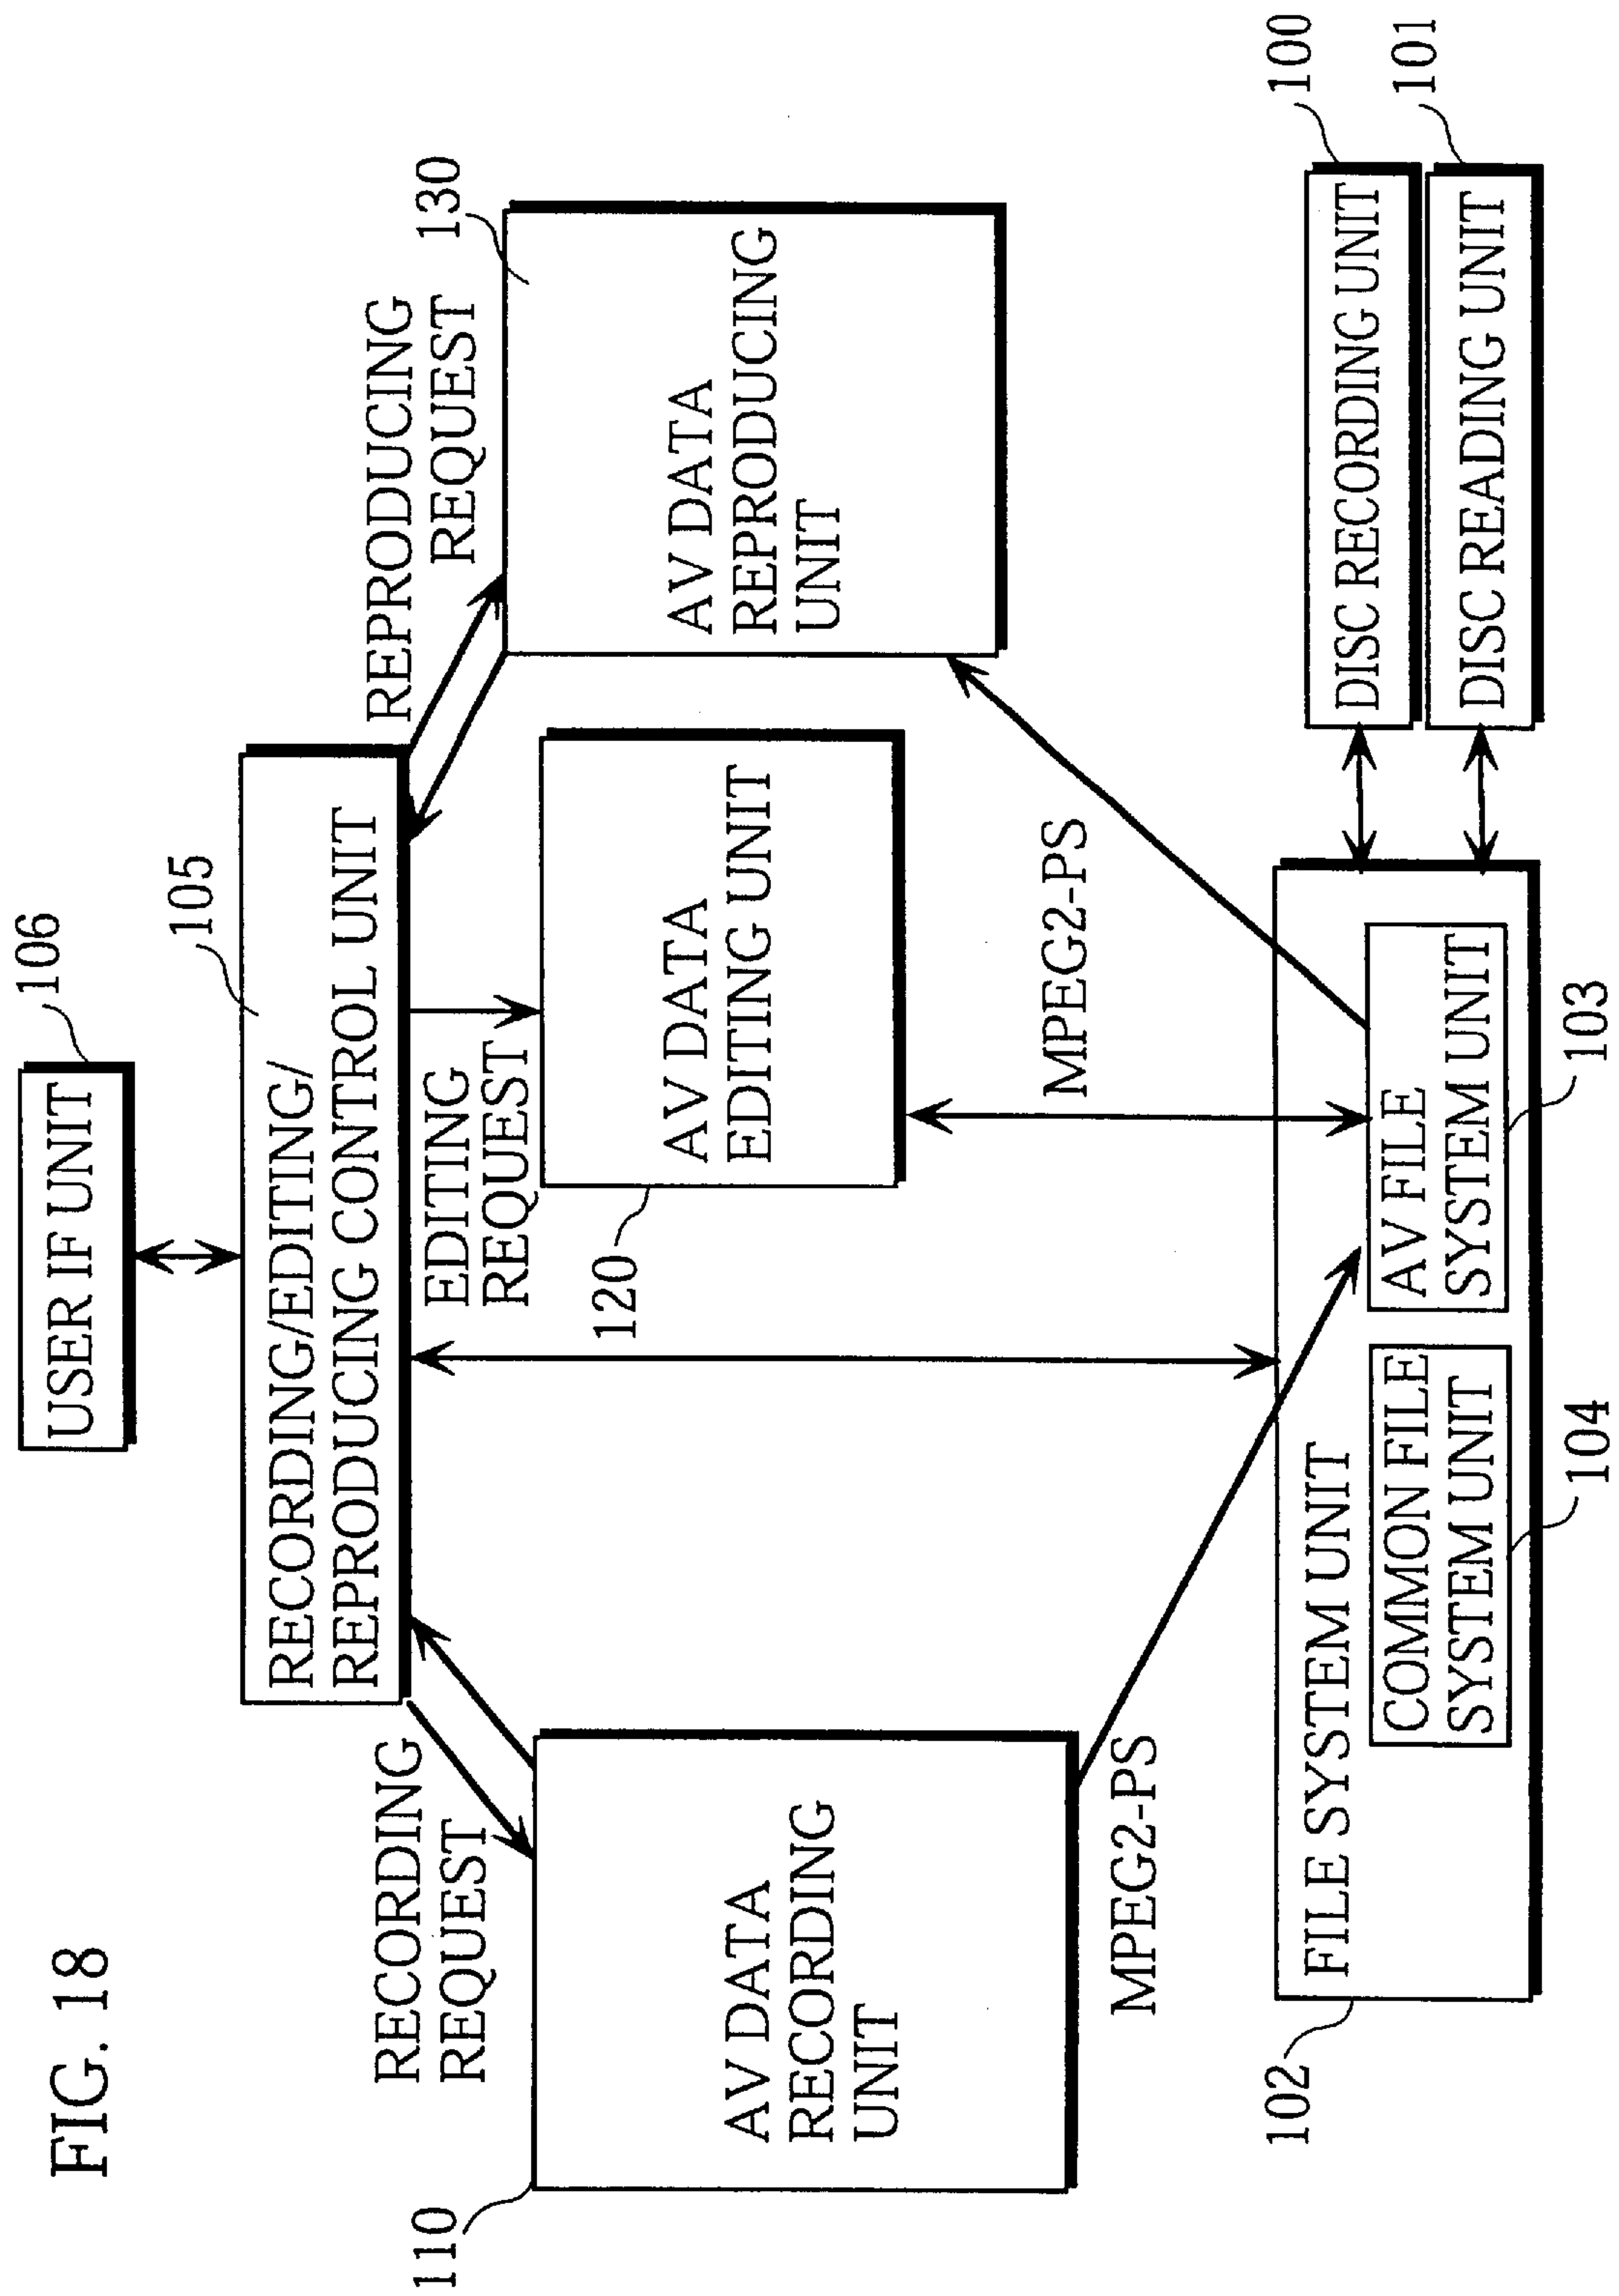 FIG. 18
USER IF UNIT
106
105
RECORDING/EDITING/
REPRODUCING CONTROL UNIT
RECORDING
REQUEST
EDITING
REQUEST
REPRODUCING
REQUEST
110
AV DATA
RECORDING
UNIT
120
AV DATA
EDITING UNIT
130
AV DATA
REPRODUCING
UNIT
MPEG2-PS
MPEG2-PS
102
FILE SYSTEM UNIT
COMMON FILE
SYSTEM UNIT
104
AV FILE
SYSTEM UNIT
103
DISC RECORDING UNIT
100
DISC READING UNIT
101